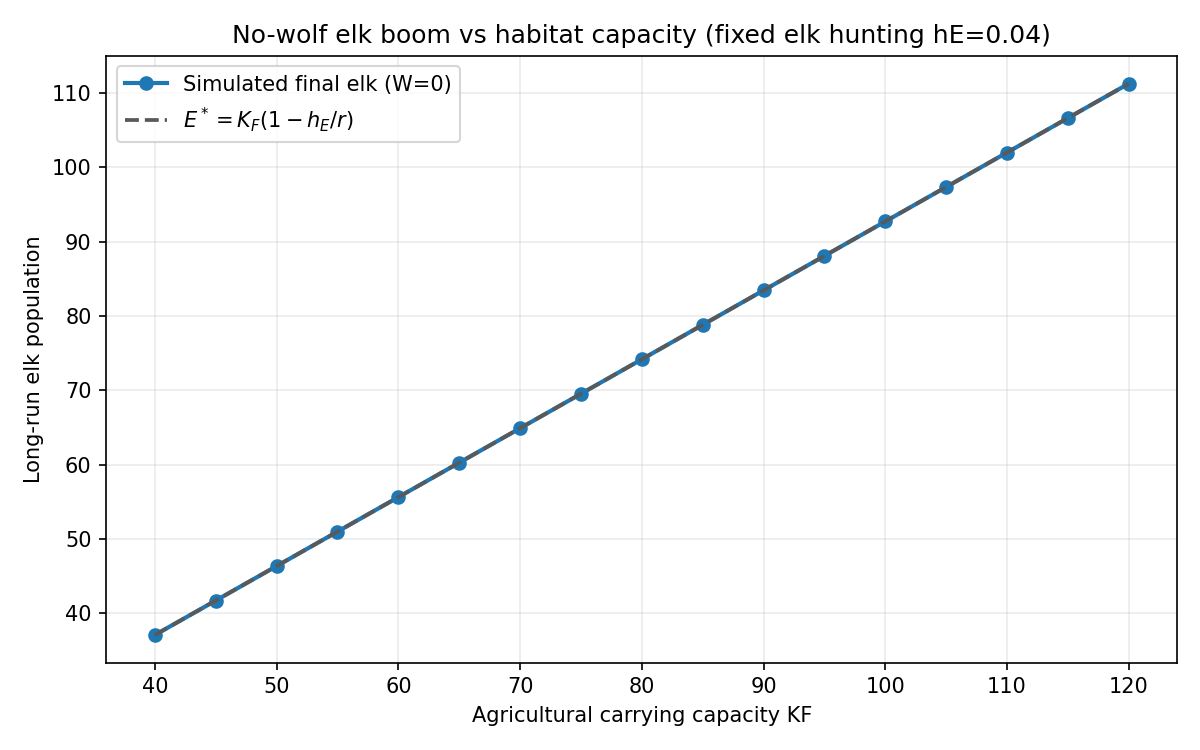 No-wolf elk boom vs habitat capacity (fixed elk hunting hE=0.04)
Simulated final elk (W=0)
E* = K_F(1 − h_E/r)
110
100
90
80
70
60
50
40
Long-run elk population
40 50 60 70 80 90 100 110 120
Agricultural carrying capacity KF